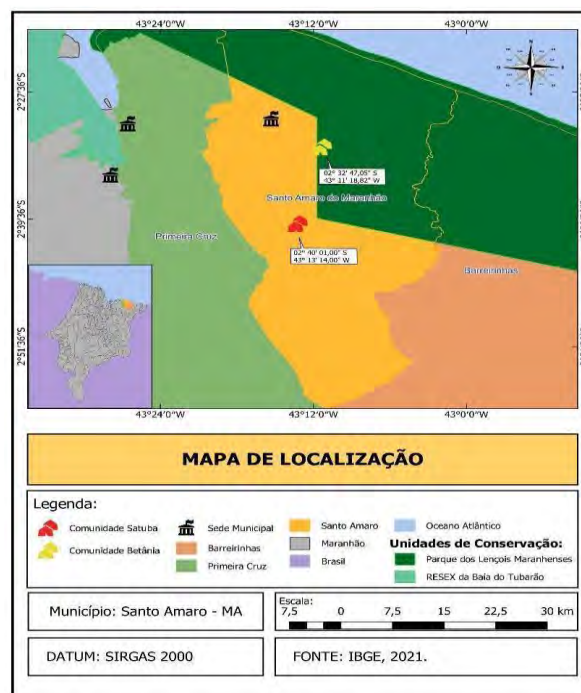 43°24'0"W 43°12'0"W 43°0'0"W
N
2°27'36"S
02° 32' 47,05" S
43° 11' 18,82" W
Santo Amaro do Maranhão
2°39'36"S
Primeira Cruz
02° 40' 01,00" S
43° 13' 14,00" W
Barreirinhas
2°51'36"S
43°24'0"W 43°12'0"W 43°0'0"W
MAPA DE LOCALIZAÇÃO
Legenda:
Comunidade Satuba
Comunidade Betânia
Sede Municipal
Barreirinhas
Primeira Cruz
Santo Amaro
Maranhão
Brasil
Oceano Atlântico
Unidades de Conservação:
Parque dos Lençois Maranhenses
RESEX da Baía do Tubarão
Município: Santo Amaro - MA
Escala:
7,5 0 7,5 15 22,5 30 km
DATUM: SIRGAS 2000
FONTE: IBGE, 2021.